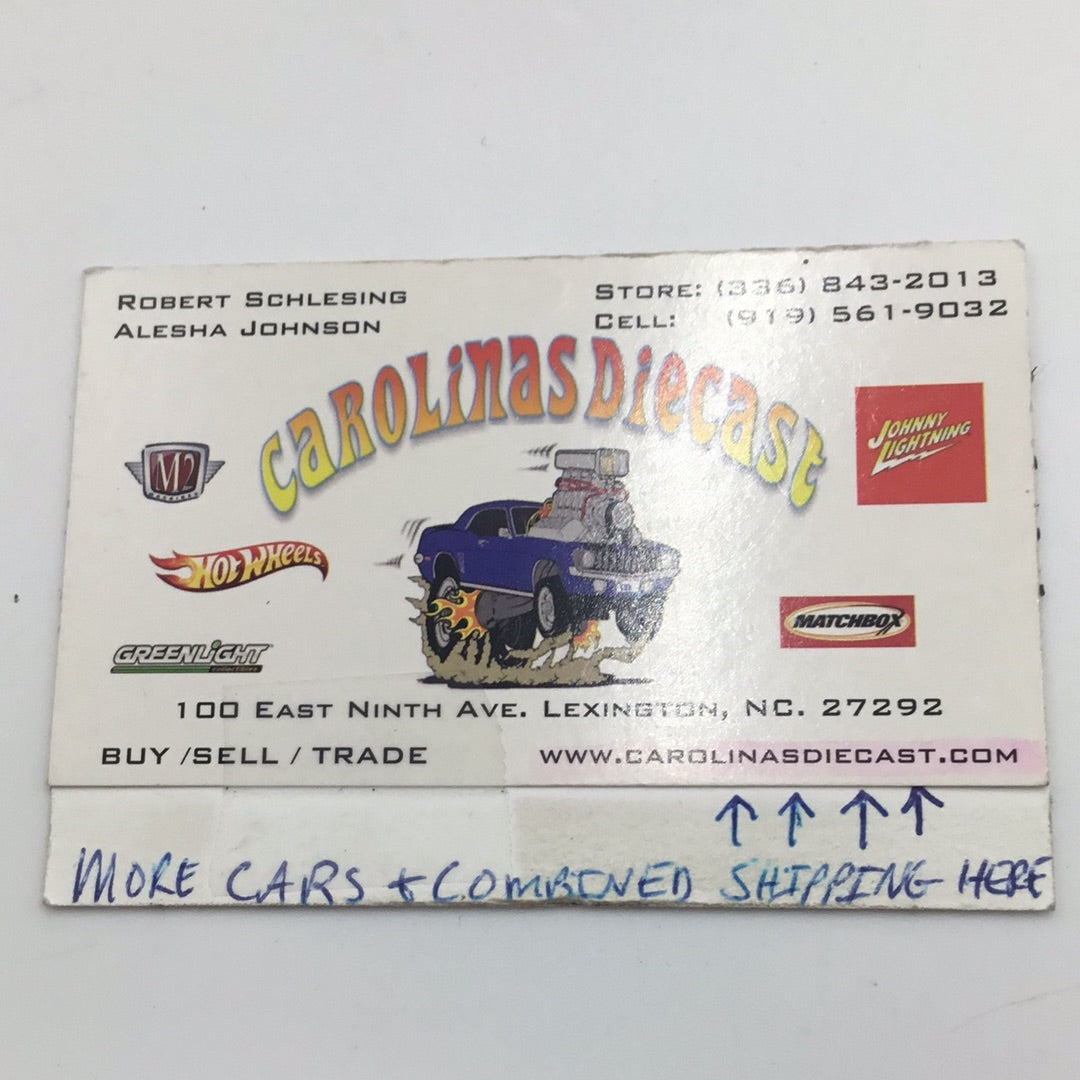 ROBERT SCHLESING
ALESHA JOHNSON
STORE: (336) 843-2013
CELL: (919) 561-9032
CAROLINAS DIECAST
M2
MACHINES
JOHNNY
LIGHTNING
HOT WHEELS
MATCHBOX
GREENLIGHT
COLLECTIBLES
100 EAST NINTH AVE. LEXINGTON, NC. 27292
BUY /SELL / TRADE
WWW.CAROLINASDIECAST.COM
↑ ↑ ↑ ↑
MORE CARS + COMBINED SHIPPING HERE